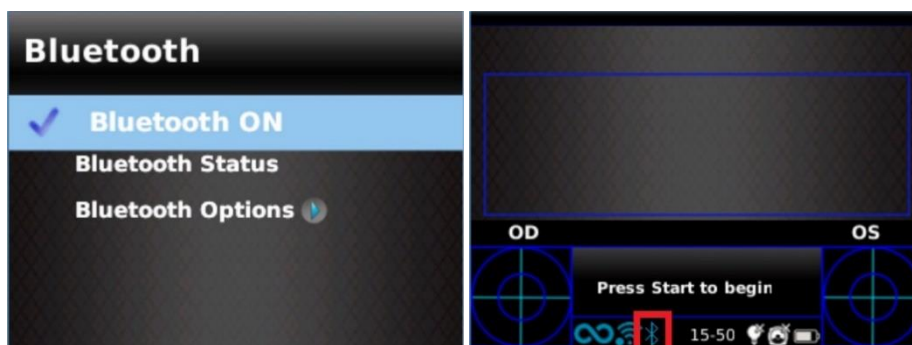 Bluetooth
Bluetooth ON
Bluetooth Status
Bluetooth Options
OD
OS
Press Start to begin
15-50